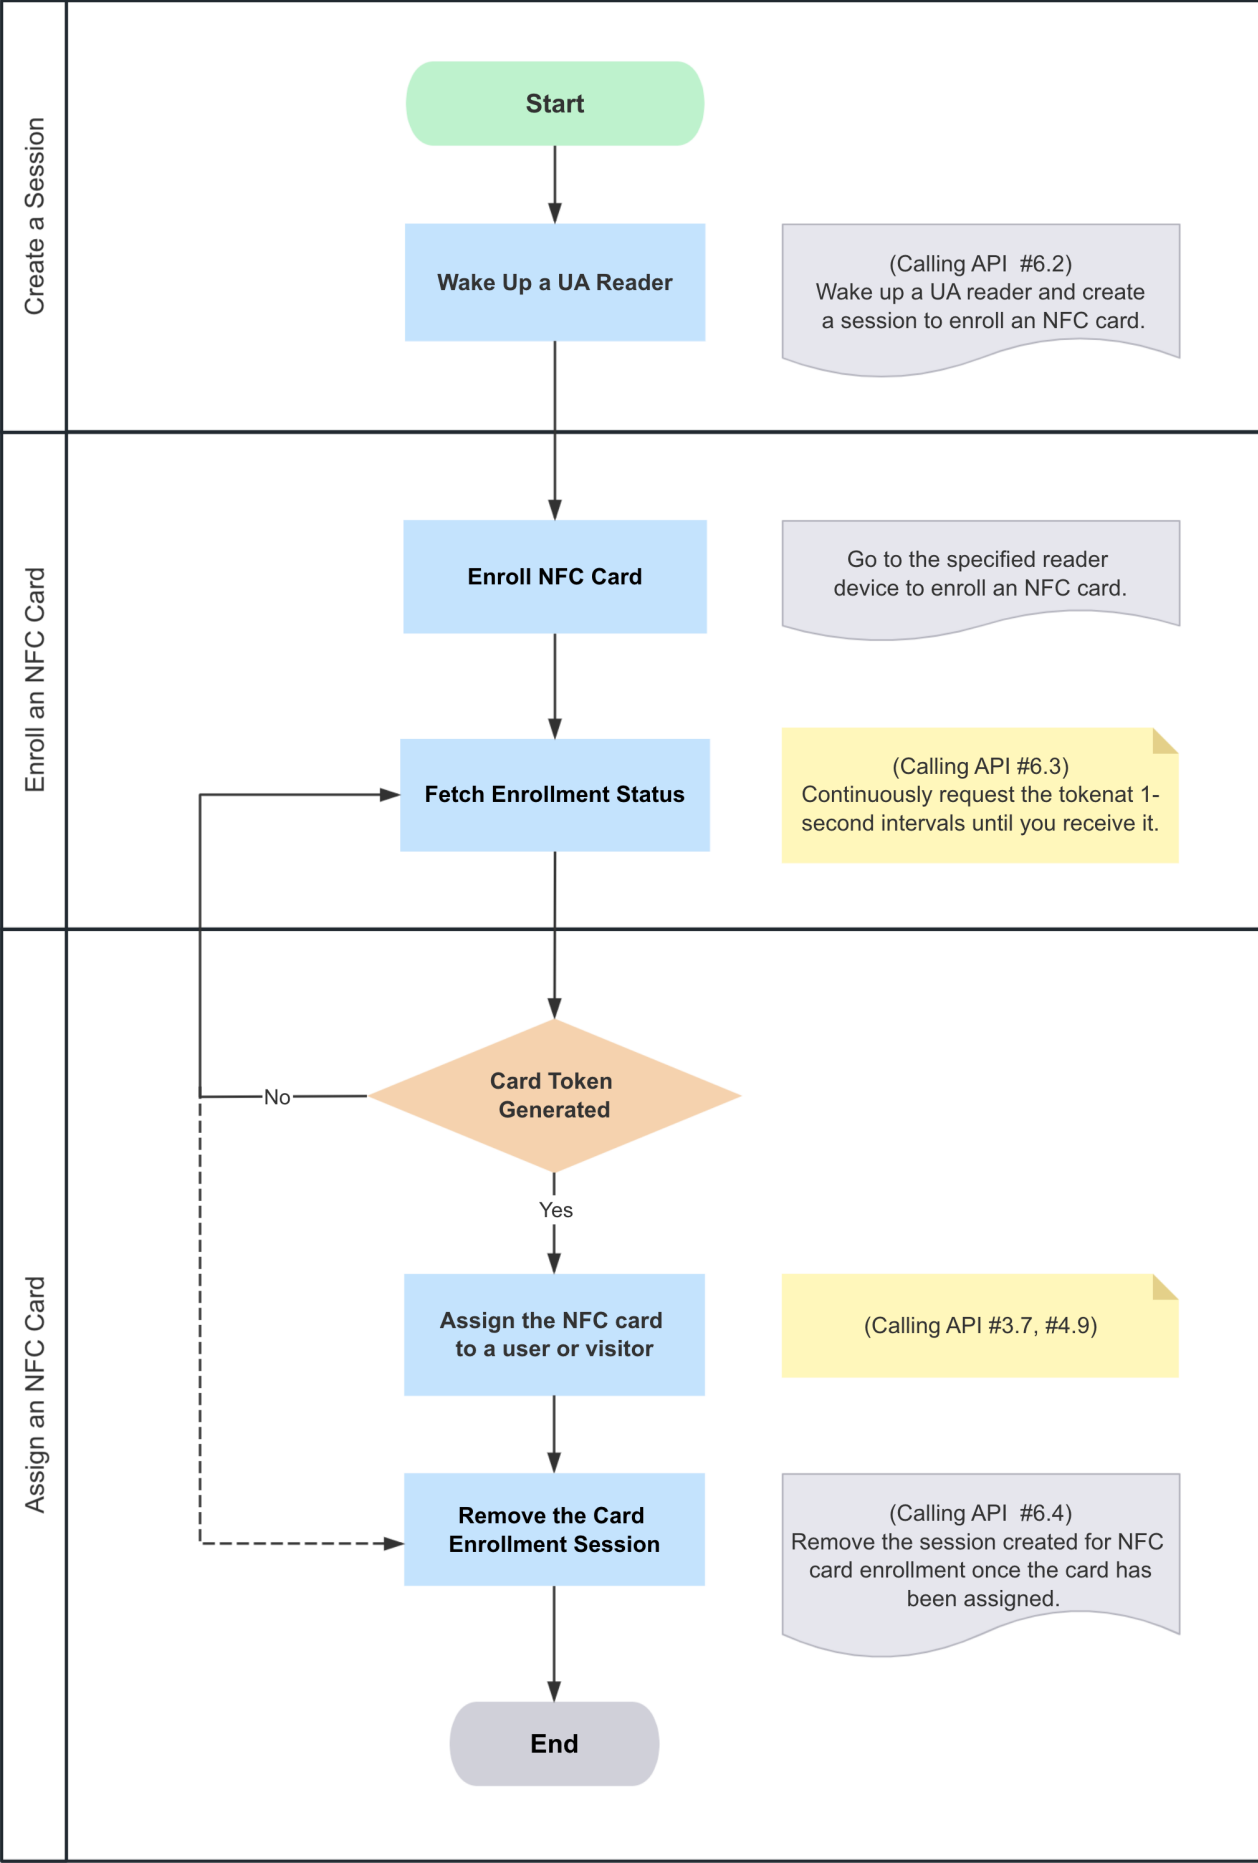 Create a Session
Start
Wake Up a UA Reader
(Calling API  #6.2)
Wake up a UA reader and create
a session to enroll an NFC card.
Enroll an NFC Card
Enroll NFC Card
Go to the specified reader
device to enroll an NFC card.
Fetch Enrollment Status
(Calling API #6.3)
Continuously request the tokenat 1-
second intervals until you receive it.
Assign an NFC Card
Card Token
Generated
No
Yes
Assign the NFC card
to a user or visitor
(Calling API #3.7, #4.9)
Remove the Card
Enrollment Session
(Calling API  #6.4)
Remove the session created for NFC
card enrollment once the card has
been assigned.
End